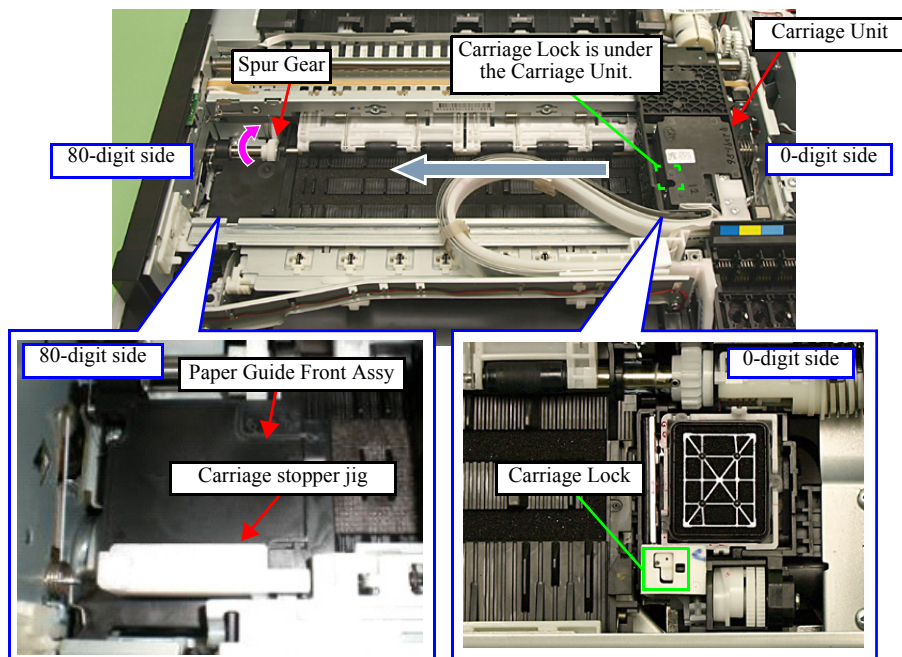 Carriage Lock is under
the Carriage Unit.
Carriage Unit
Spur Gear
80-digit side
0-digit side
80-digit side
Paper Guide Front Assy
Carriage stopper jig
0-digit side
Carriage Lock